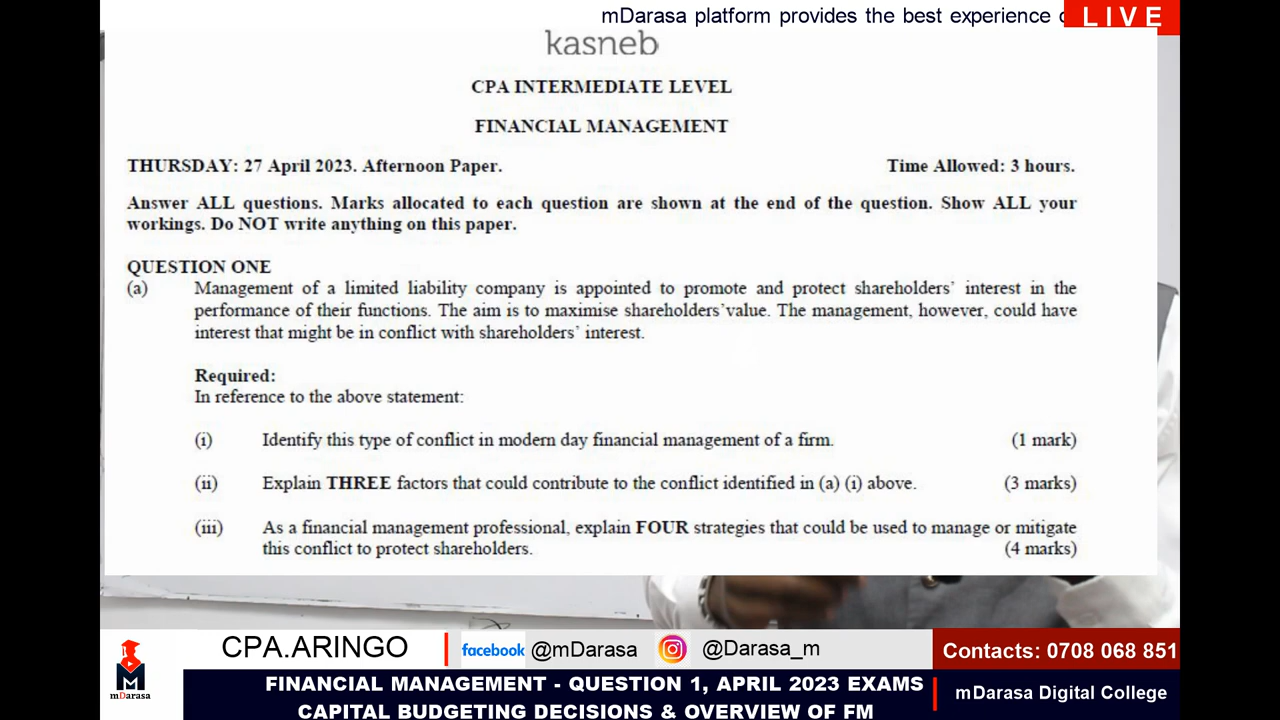 mDarasa platform provides the best experience
LIVE
kasneb
CPA INTERMEDIATE LEVEL
FINANCIAL MANAGEMENT
THURSDAY: 27 April 2023. Afternoon Paper. Time Allowed: 3 hours.
Answer ALL questions. Marks allocated to each question are shown at the end of the question. Show ALL your
workings. Do NOT write anything on this paper.
QUESTION ONE
(a) Management of a limited liability company is appointed to promote and protect shareholders' interest in the
performance of their functions. The aim is to maximise shareholders'value. The management, however, could have
interest that might be in conflict with shareholders' interest.
Required:
In reference to the above statement:
(i) Identify this type of conflict in modern day financial management of a firm. (1 mark)
(ii) Explain THREE factors that could contribute to the conflict identified in (a) (i) above. (3 marks)
(iii) As a financial management professional, explain FOUR strategies that could be used to manage or mitigate
this conflict to protect shareholders. (4 marks)
CPA.ARINGO
facebook @mDarasa
@Darasa_m
Contacts: 0708 068 851
mDarasa
FINANCIAL MANAGEMENT - QUESTION 1, APRIL 2023 EXAMS
CAPITAL BUDGETING DECISIONS & OVERVIEW OF FM
mDarasa Digital College